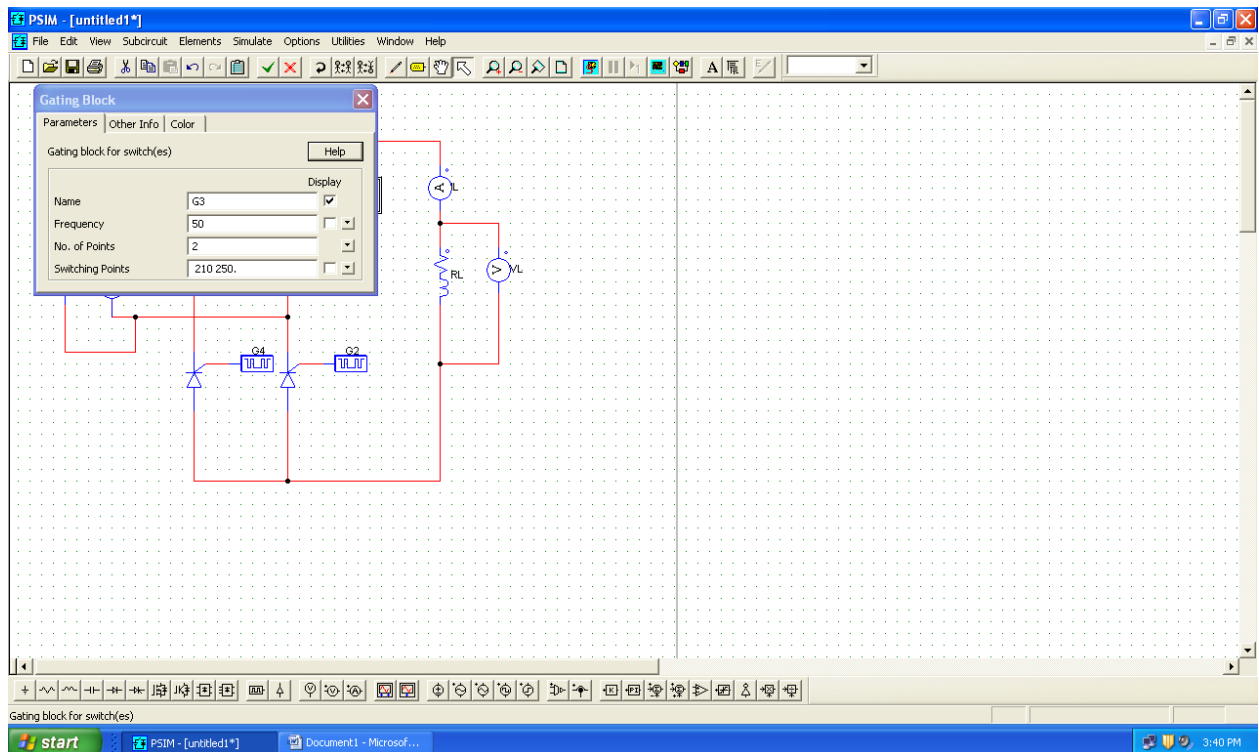 PSIM - [untitled1*]
File Edit View Subcircuit Elements Simulate Options Utilities Window Help
Gating Block
Parameters Other Info Color
Gating block for switch(es) Help
Display
Name G3
Frequency 50
No. of Points 2
Switching Points 210 250.
A
V VL
RL
G4 G2
A
K PI
Gating block for switch(es)
start PSIM - [untitled1*] Document1 - Microsof... 3:40 PM